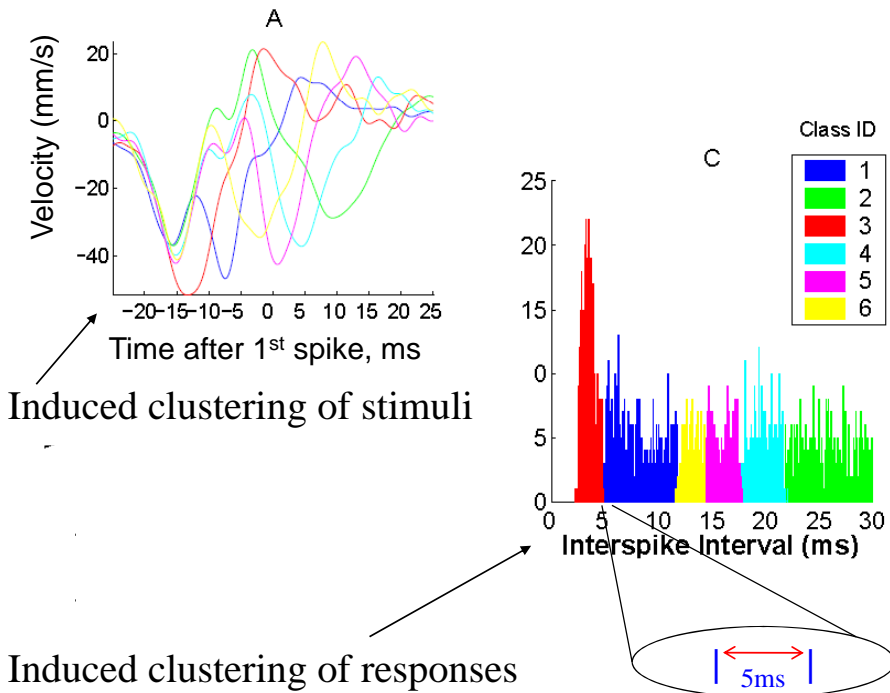 A
20
0
-20
-40
Velocity (mm/s)
-20-15-10-5 0 5 10 15 20 25
Time after 1st spike, ms
Induced clustering of stimuli
Class ID
1
2
3
4
5
6
C
25
20
15
0
5
0
0 5 10 15 20 25 30
Interspike Interval (ms)
5ms
Induced clustering of responses